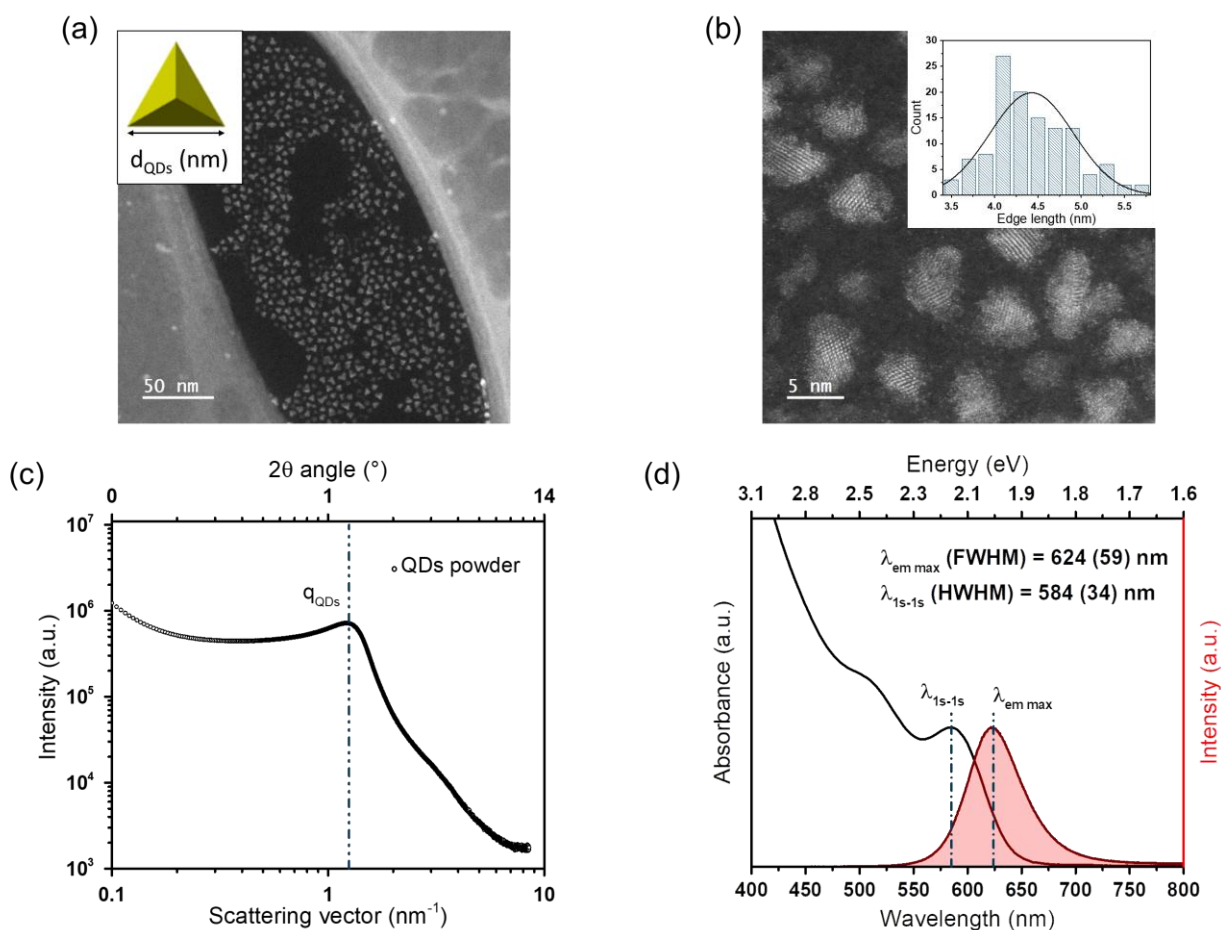 (a)
d_QDs (nm)
50 nm
(b)
30
25
20
15
10
5
0
Count
3.5 4.0 4.5 5.0 5.5
Edge length (nm)
5 nm
(c)
2θ angle (°)
0 1 14
10^7
10^6
10^5
10^4
10^3
Intensity (a.u.)
QDs powder
q_QDs
0.1 1 10
Scattering vector (nm^-1)
(d)
Energy (eV)
3.1 2.8 2.5 2.3 2.1 1.9 1.8 1.7 1.6
λ_em max (FWHM) = 624 (59) nm
λ_1s-1s (HWHM) = 584 (34) nm
λ_1s-1s λ_em max
Absorbance (a.u.)
Intensity (a.u.)
400 450 500 550 600 650 700 750 800
Wavelength (nm)